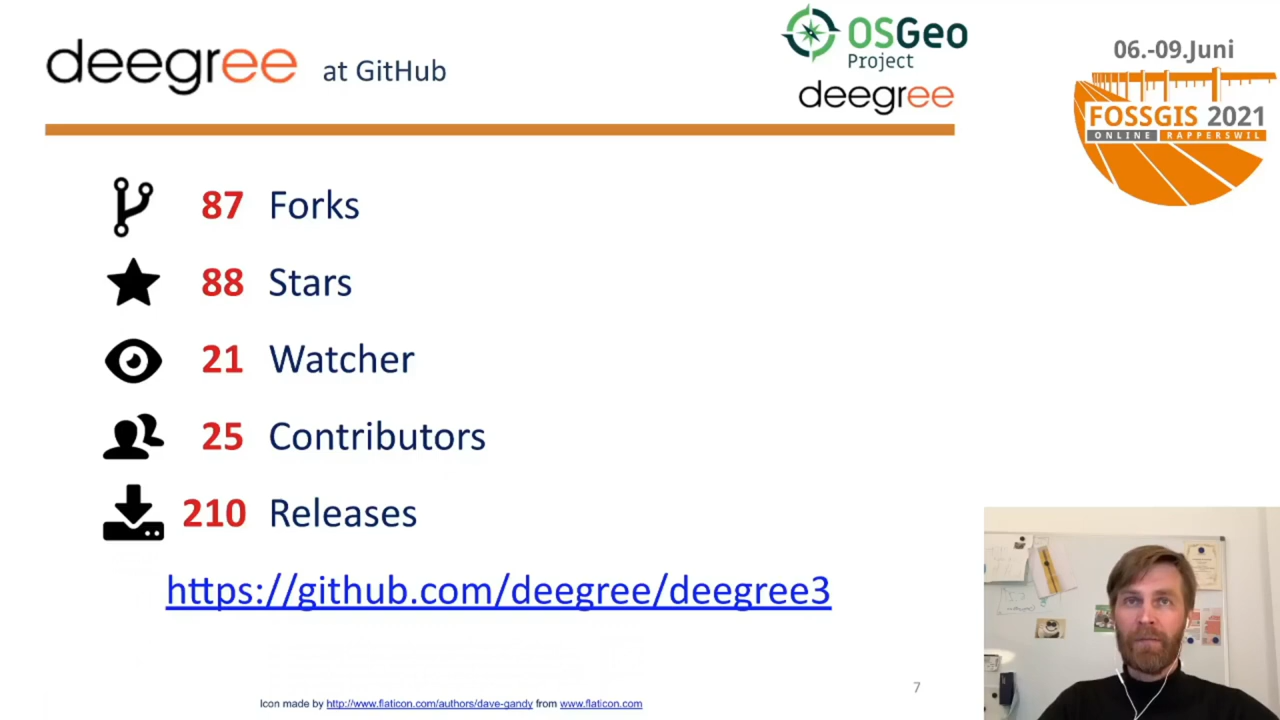 deegree at GitHub
OSGeo
Project
deegree
06.-09.Juni
FOSSGIS 2021
ONLINE RAPPERSWIL
87 Forks
88 Stars
21 Watcher
25 Contributors
210 Releases
https://github.com/deegree/deegree3
7
Icon made by http://www.flaticon.com/authors/dave-gandy from www.flaticon.com